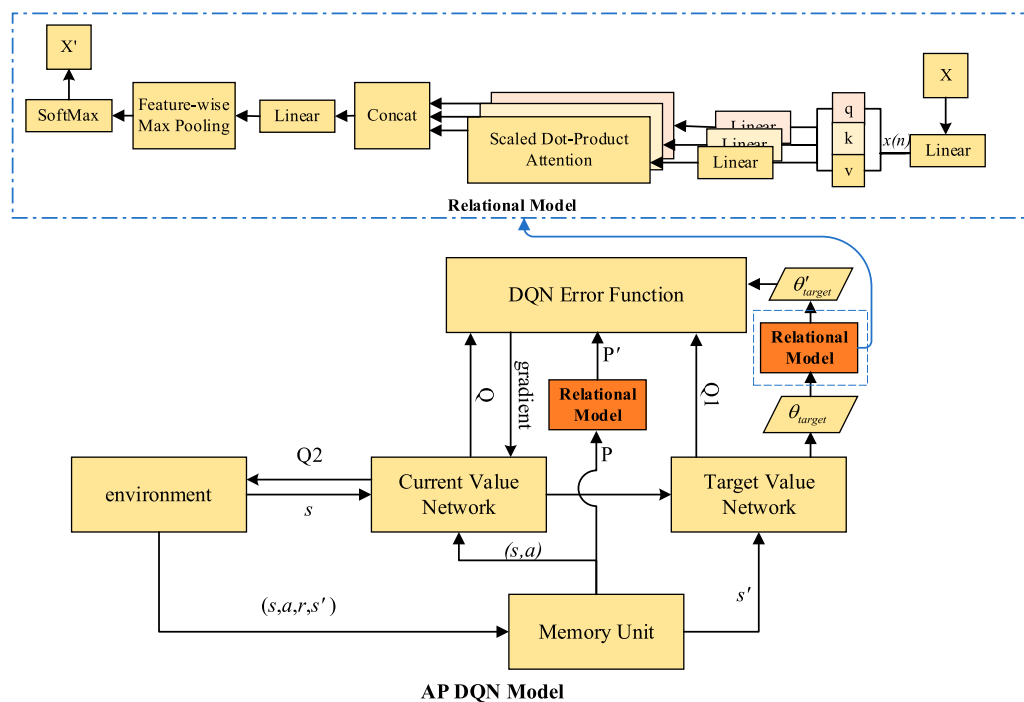 X'
X
SoftMax
Feature-wise
Max Pooling
Linear
Concat
Scaled Dot-Product
Attention
Linear
Linear
Linear
q
k
v
x(n)
Linear
Relational Model
DQN Error Function
θ'target
Relational
Model
θtarget
Q
gradient
P'
Relational
Model
P
Q1
Q2
s
environment
Current Value
Network
Target Value
Network
(s,a)
s'
(s,a,r,s')
Memory Unit
AP DQN Model